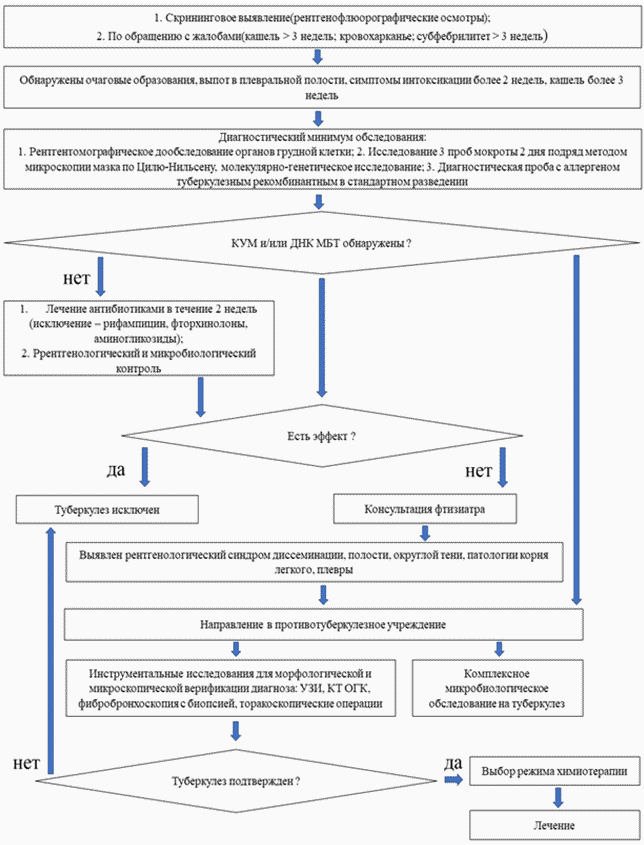 1. Скрининговое выявление(рентгенофлюорографические осмотры);
2. По обращению с жалобами(кашель > 3 недель; кровохарканье; субфебрилитет > 3 недель)
Обнаружены очаговые образования, выпот в плевральной полости, симптомы интоксикации более 2 недель, кашель более 3
недель
Диагностический минимум обследования:
1. Рентгентомографическое дообследование органов грудной клетки; 2. Исследование 3 проб мокроты 2 дня подряд методом
микроскопии мазка по Цилю-Нильсену, молекулярно-генетическое исследование; 3. Диагностическая проба с аллергеном
туберкулезным рекомбинантным в стандартном разведении
КУМ и/или ДНК МБТ обнаружены ?
нет
1. Лечение антибиотиками в течение 2 недель
(исключение – рифампицин, фторхинолоны,
аминогликозиды);
2. Ррентгенологический и микробиологический
контроль
Есть эффект ?
да
нет
Туберкулез исключен
Консультация фтизиатра
Выявлен рентгенологический синдром диссеминации, полости, округлой тени, патологии корня
легкого, плевры
Направление в противотуберкулезное учреждение
Инструментальные исследования для морфологической и
микроскопической верификации диагноза: УЗИ, КТ ОГК,
фибробронхоскопия с биопсией, торакоскопические операции
Комплексное
микробиологическое
обследование на туберкулез
нет
Туберкулез подтвержден ?
да
Выбор режима химиотерапии
Лечение